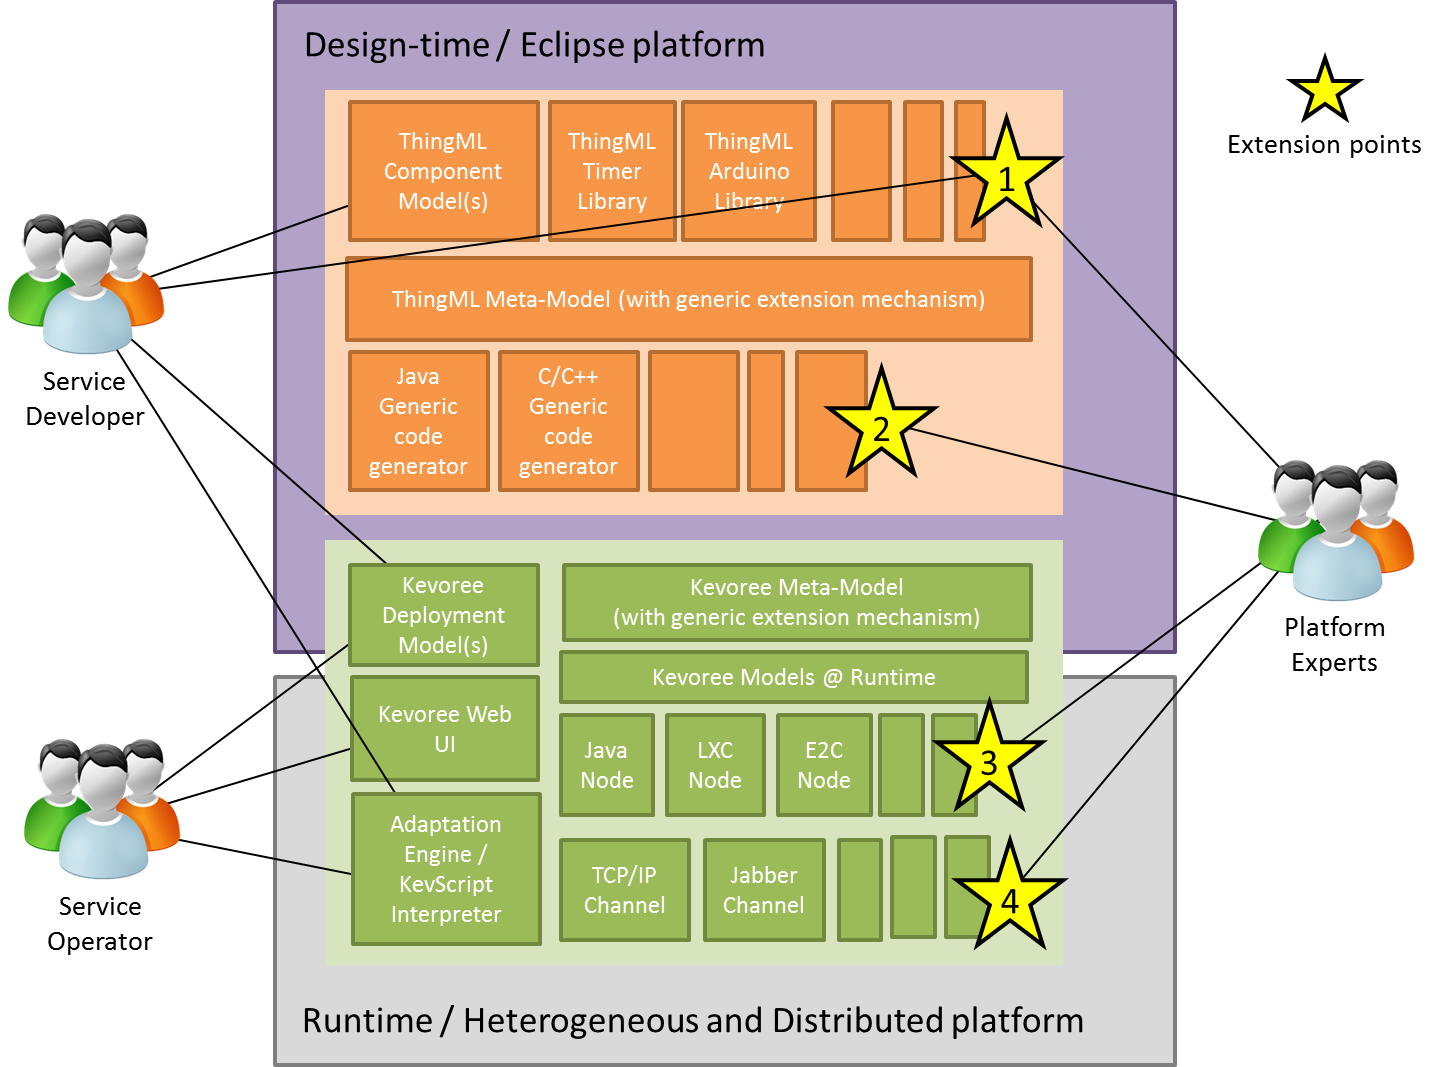 Design-time / Eclipse platform
Extension points
ThingML
Component
Model(s)
ThingML
Timer
Library
ThingML
Arduino
Library
1
ThingML Meta-Model (with generic extension mechanism)
Java
Generic
code
generator
C/C++
Generic
code
generator
2
Service
Developer
Kevoree
Deployment
Model(s)
Kevoree Meta-Model
(with generic extension mechanism)
Kevoree Models @ Runtime
Platform
Experts
Kevoree Web
UI
Java
Node
LXC
Node
E2C
Node
3
Adaptation
Engine /
KevScript
Interpreter
TCP/IP
Channel
Jabber
Channel
4
Service
Operator
Runtime / Heterogeneous and Distributed platform